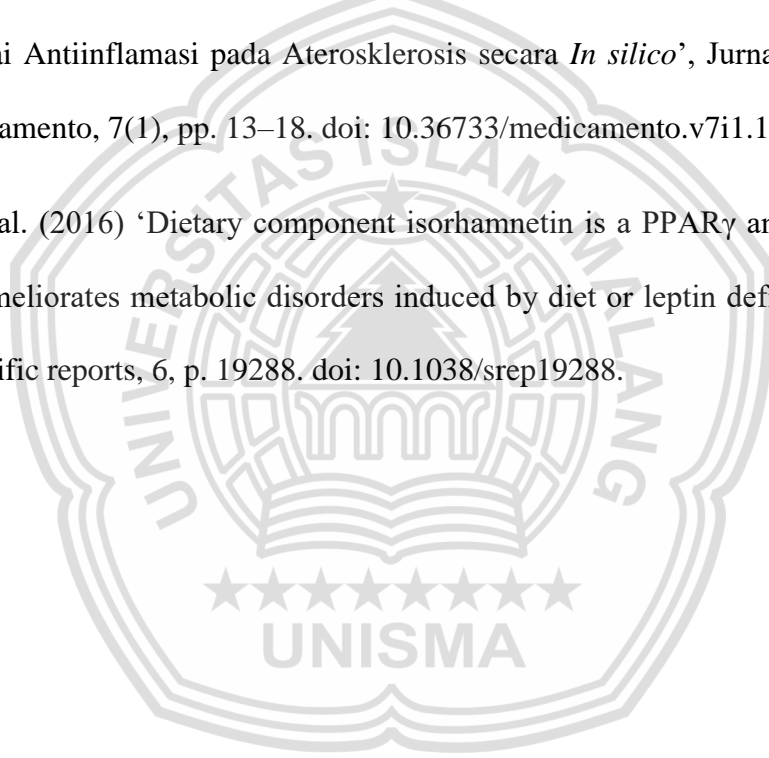 ai Antiinflamasi pada Aterosklerosis secara In silico’, Jurna
amento, 7(1), pp. 13–18. doi: 10.36733/medicamento.v7i1.1
al. (2016) ‘Dietary component isorhamnetin is a PPARγ an
meliorates metabolic disorders induced by diet or leptin def
ific reports, 6, p. 19288. doi: 10.1038/srep19288.
UNIVERSITAS ISLAM MALANG
UNISMA